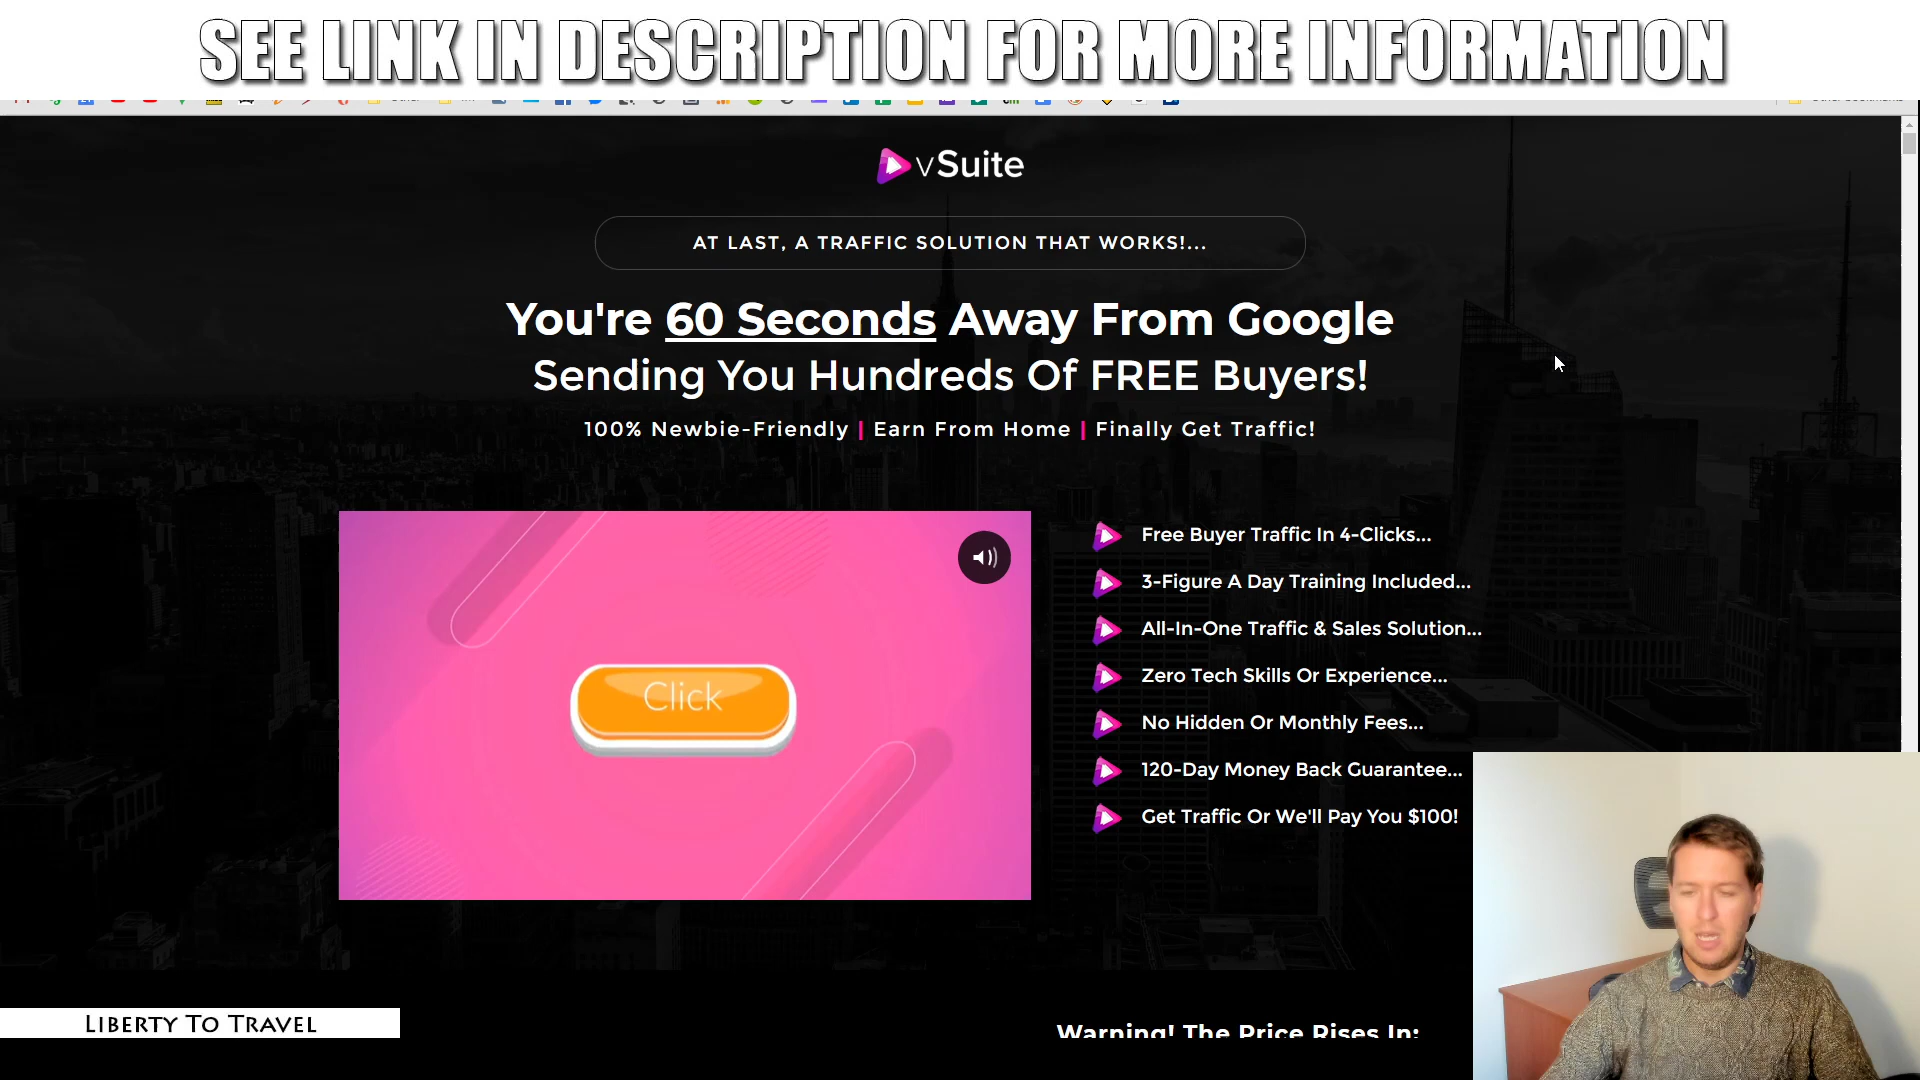 SEE LINK IN DESCRIPTION FOR MORE INFORMATION
vSuite
AT LAST, A TRAFFIC SOLUTION THAT WORKS!...
You're 60 Seconds Away From Google
Sending You Hundreds Of FREE Buyers!
100% Newbie-Friendly | Earn From Home | Finally Get Traffic!
Click
Free Buyer Traffic In 4-Clicks...
3-Figure A Day Training Included...
All-In-One Traffic & Sales Solution...
Zero Tech Skills Or Experience...
No Hidden Or Monthly Fees...
120-Day Money Back Guarantee...
Get Traffic Or We'll Pay You $100!
LIBERTY TO TRAVEL
Warning! The Price Rises In: